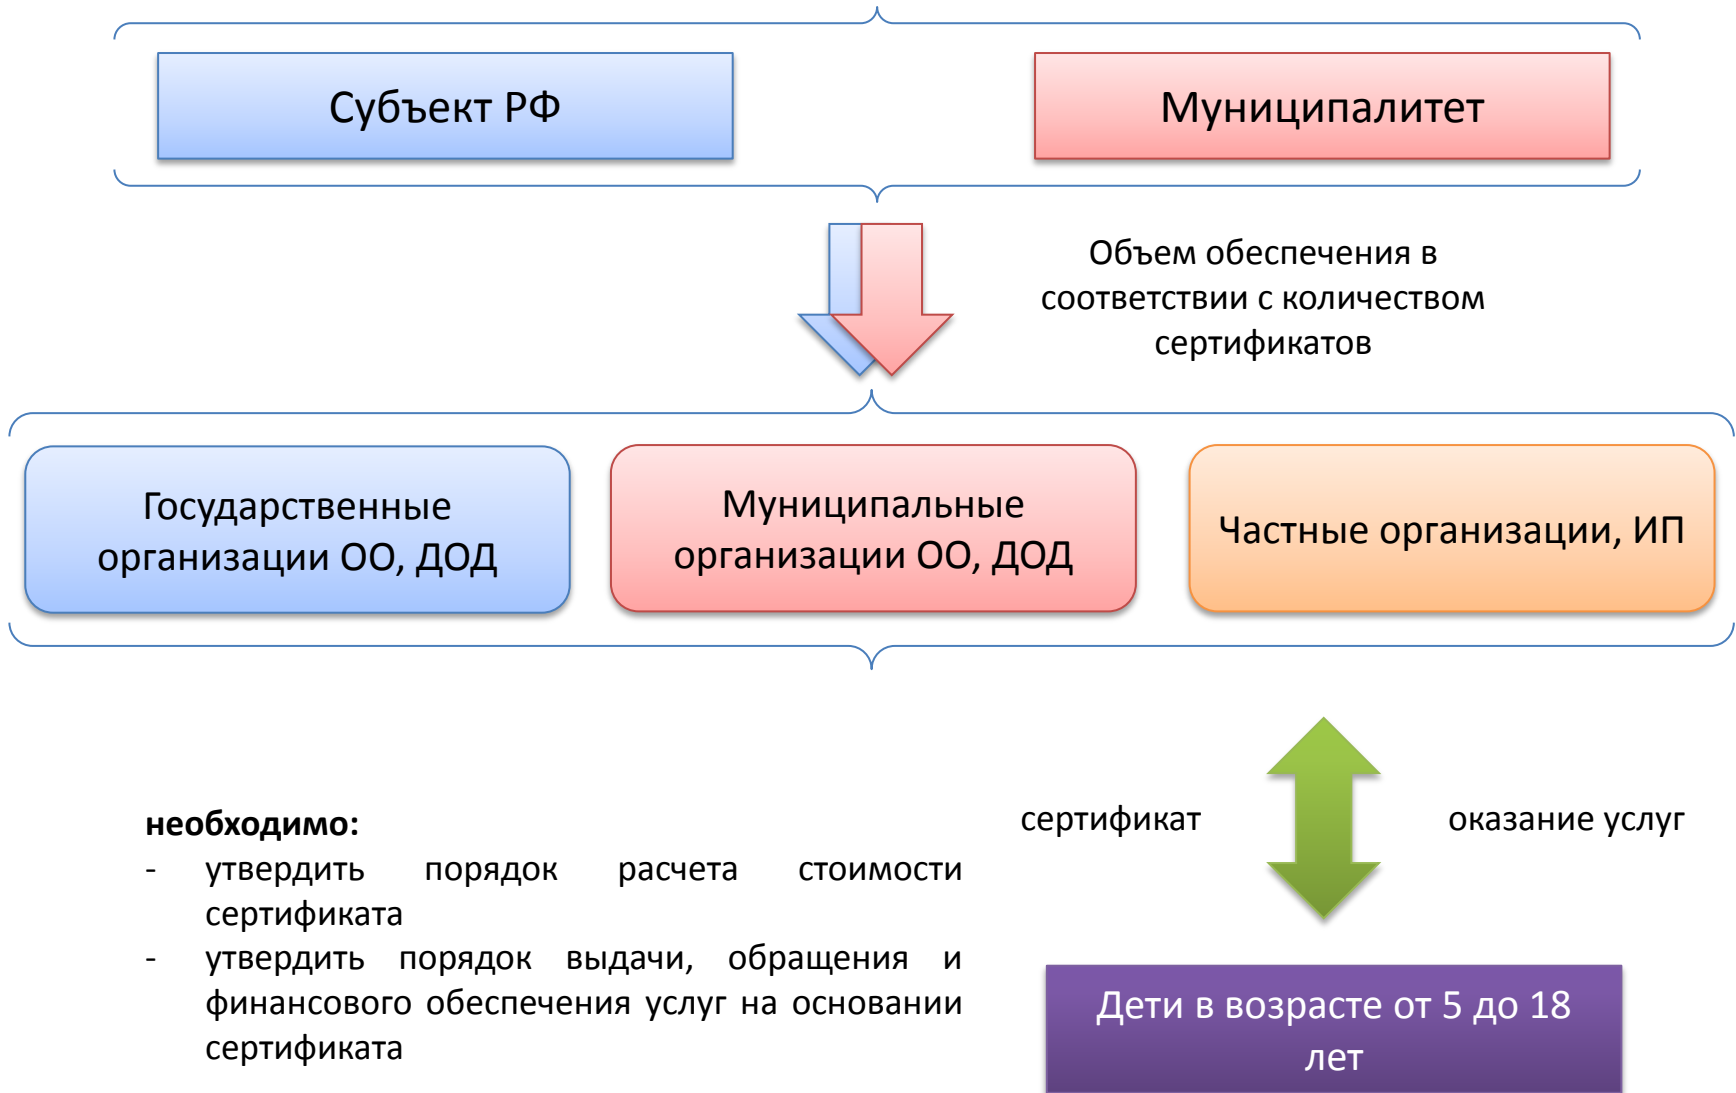 Субъект РФ
Муниципалитет
Объем обеспечения в
соответствии с количеством
сертификатов
Государственные
организации ОО, ДОД
Муниципальные
организации ОО, ДОД
Частные организации, ИП
необходимо:
- утвердить порядок расчета стоимости
сертификата
- утвердить порядок выдачи, обращения и
финансового обеспечения услуг на основании
сертификата
сертификат
оказание услуг
Дети в возрасте от 5 до 18
лет